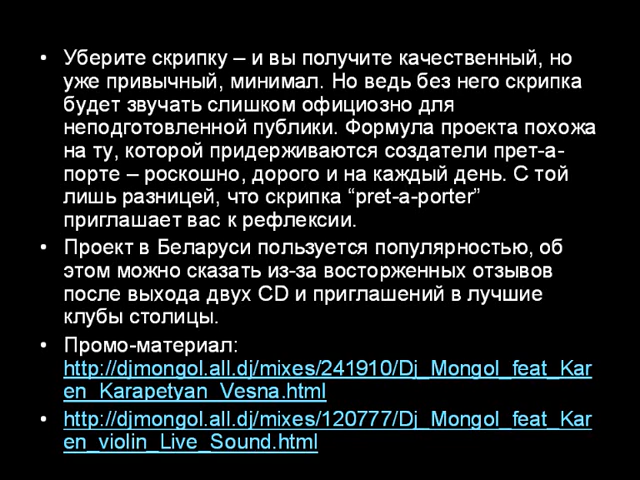 • Уберите скрипку – и вы получите качественный, но
уже привычный, минимал. Но ведь без него скрипка
будет звучать слишком официозно для
неподготовленной публики. Формула проекта похожа
на ту, которой придерживаются создатели прет-а-
порте – роскошно, дорого и на каждый день. С той
лишь разницей, что скрипка “pret-a-porter”
приглашает вас к рефлексии.
• Проект в Беларуси пользуется популярностью, об
этом можно сказать из-за восторженных отзывов
после выхода двух CD и приглашений в лучшие
клубы столицы.
• Промо-материал:
http://djmongol.all.dj/mixes/241910/Dj_Mongol_feat_Kar
en_Karapetyan_Vesna.html
• http://djmongol.all.dj/mixes/120777/Dj_Mongol_feat_Kar
en_violin_Live_Sound.html